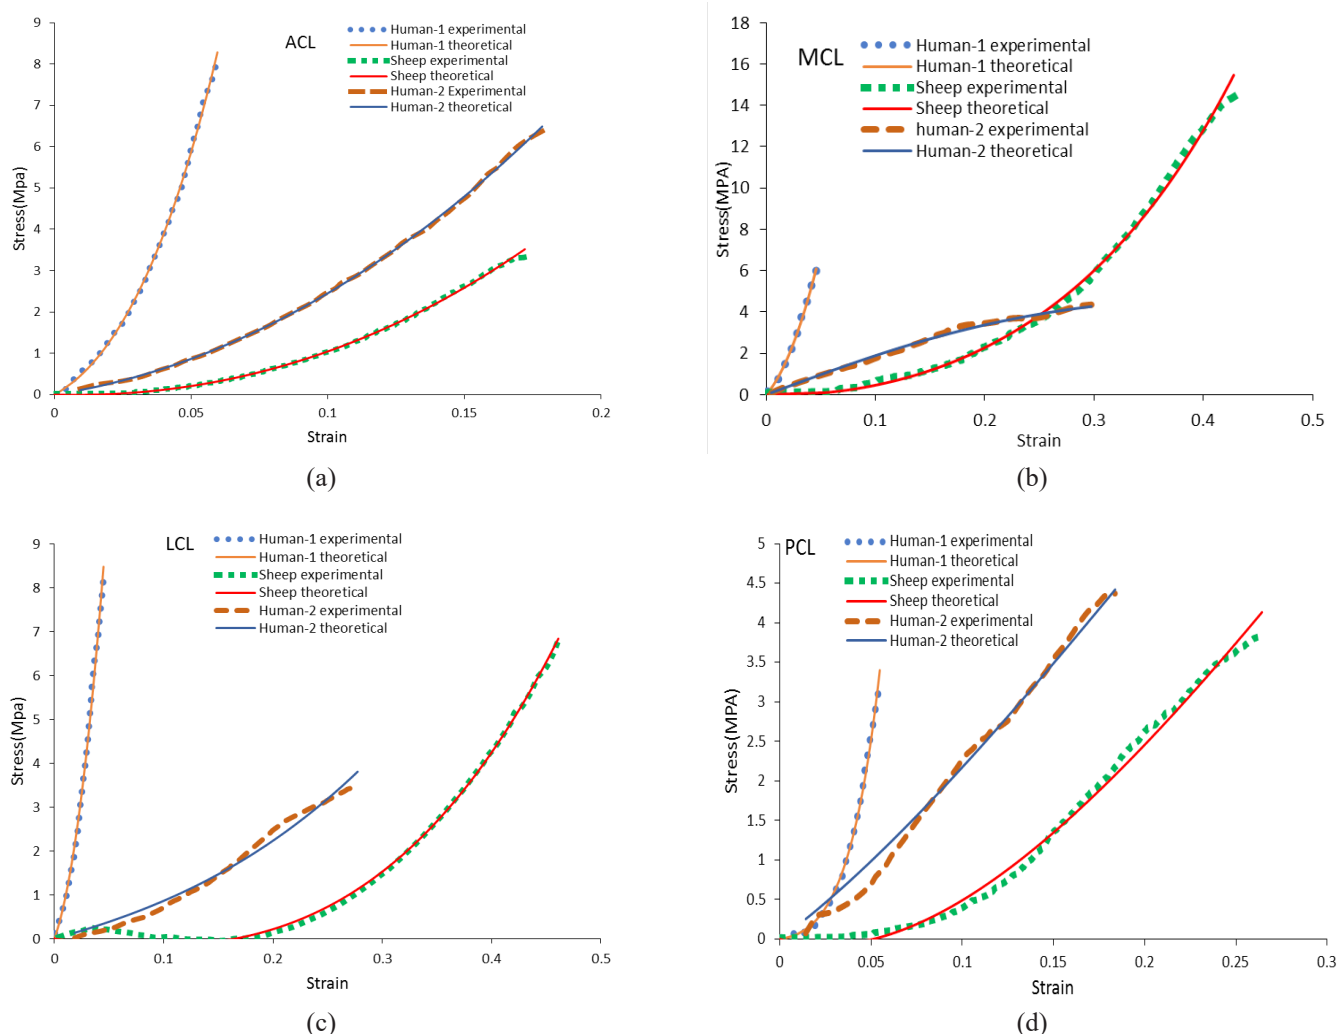 ACL
Human-1 experimental
Human-1 theoretical
Sheep experimental
Sheep theoretical
Human-2 Experimental
Human-2 theoretical
9
8
7
6
5
4
3
2
1
0
Stress(Mpa)
0
0.05
0.1
0.15
0.2
Strain
(a)
MCL
Human-1 experimental
Human-1 theoretical
Sheep experimental
Sheep theoretical
human-2 experimental
Human-2 theoretical
18
16
14
12
10
8
6
4
2
0
Stress(MPA)
0
0.1
0.2
0.3
0.4
0.5
Strain
(b)
LCL
Human-1 experimental
Human-1 theoretical
Sheep experimental
Sheep theoretical
Human-2 experimental
Human-2 theoretical
9
8
7
6
5
4
3
2
1
0
Stress(Mpa)
0
0.1
0.2
0.3
0.4
0.5
Strain
(c)
PCL
Human-1 experimental
Human-1 theoretical
Sheep experimental
Sheep theoretical
Human-2 experimental
Human-2 theoretical
5
4.5
4
3.5
3
2.5
2
1.5
1
0.5
0
Stress(MPA)
0
0.05
0.1
0.15
0.2
0.25
0.3
Strain
(d)